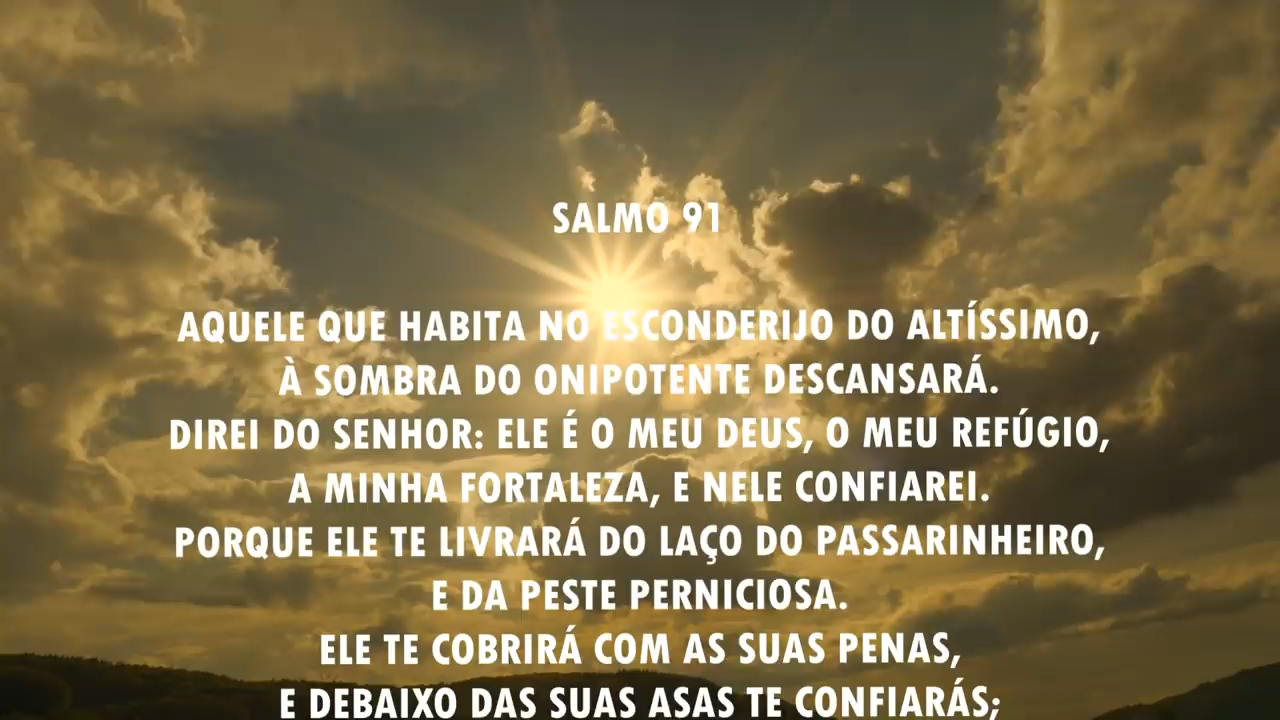 SALMO 91
AQUELE QUE HABITA NO ESCONDERIJO DO ALTÍSSIMO,
À SOMBRA DO ONIPOTENTE DESCANSARÁ.
DIREI DO SENHOR: ELE É O MEU DEUS, O MEU REFÚGIO,
A MINHA FORTALEZA, E NELE CONFIAREI.
PORQUE ELE TE LIVRARÁ DO LAÇO DO PASSARINHEIRO,
E DA PESTE PERNICIOSA.
ELE TE COBRIRÁ COM AS SUAS PENAS,
E DEBAIXO DAS SUAS ASAS TE CONFIARÁS;